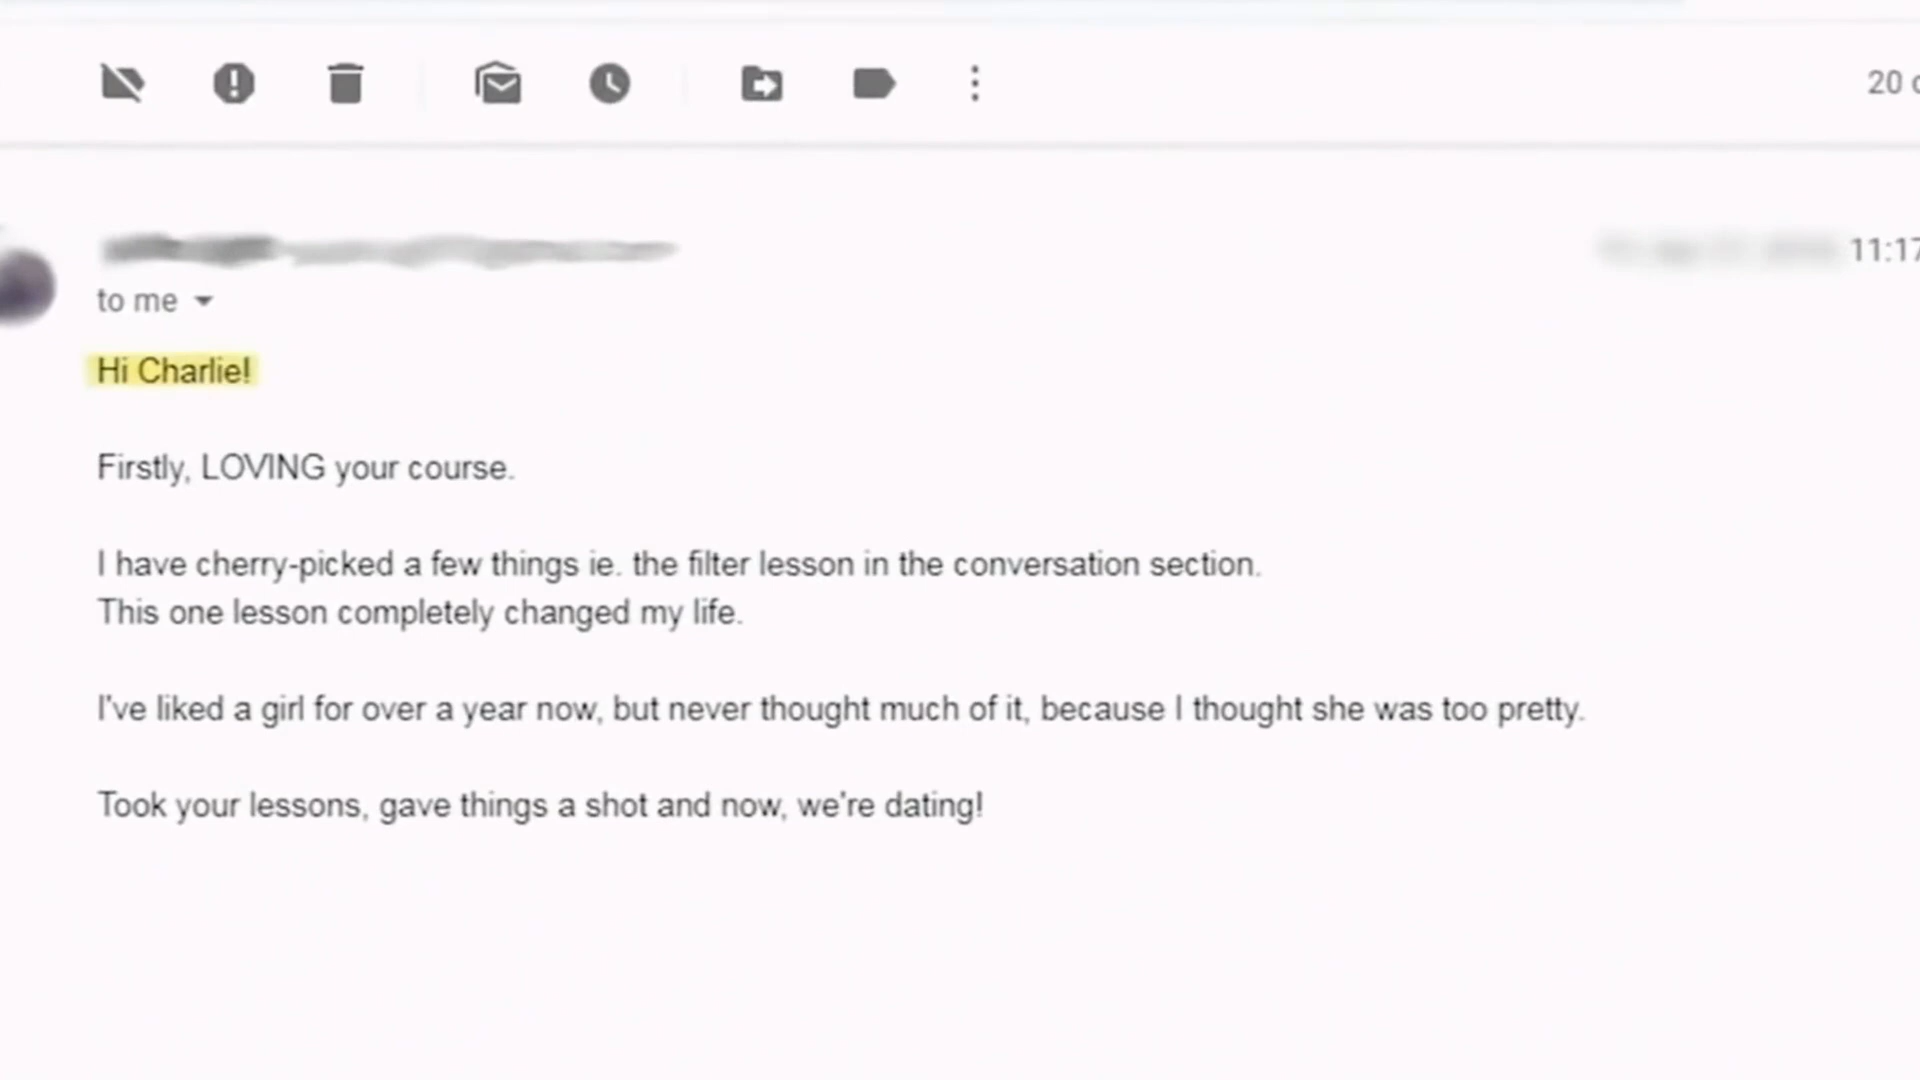 20
to me
11:17
Hi Charlie!
Firstly, LOVING your course.
I have cherry-picked a few things ie. the filter lesson in the conversation section.
This one lesson completely changed my life.
I've liked a girl for over a year now, but never thought much of it, because I thought she was too pretty.
Took your lessons, gave things a shot and now, we're dating!